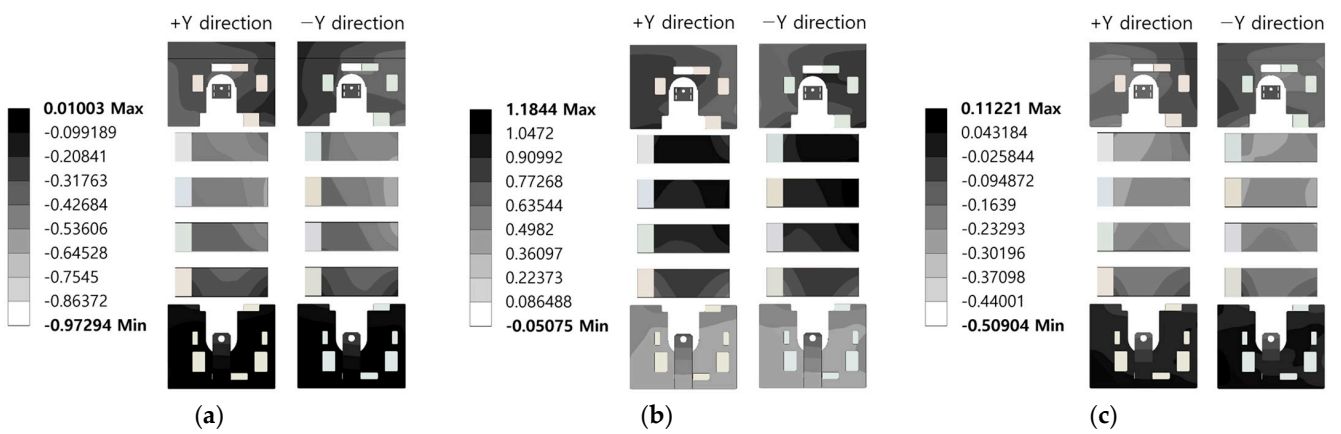 +Y direction
−Y direction
0.01003 Max
-0.099189
-0.20841
-0.31763
-0.42684
-0.53606
-0.64528
-0.7545
-0.86372
-0.97294 Min
(a)
+Y direction
−Y direction
1.1844 Max
1.0472
0.90992
0.77268
0.63544
0.4982
0.36097
0.22373
0.086488
-0.05075 Min
(b)
+Y direction
−Y direction
0.11221 Max
0.043184
-0.025844
-0.094872
-0.1639
-0.23293
-0.30196
-0.37098
-0.44001
-0.50904 Min
(c)